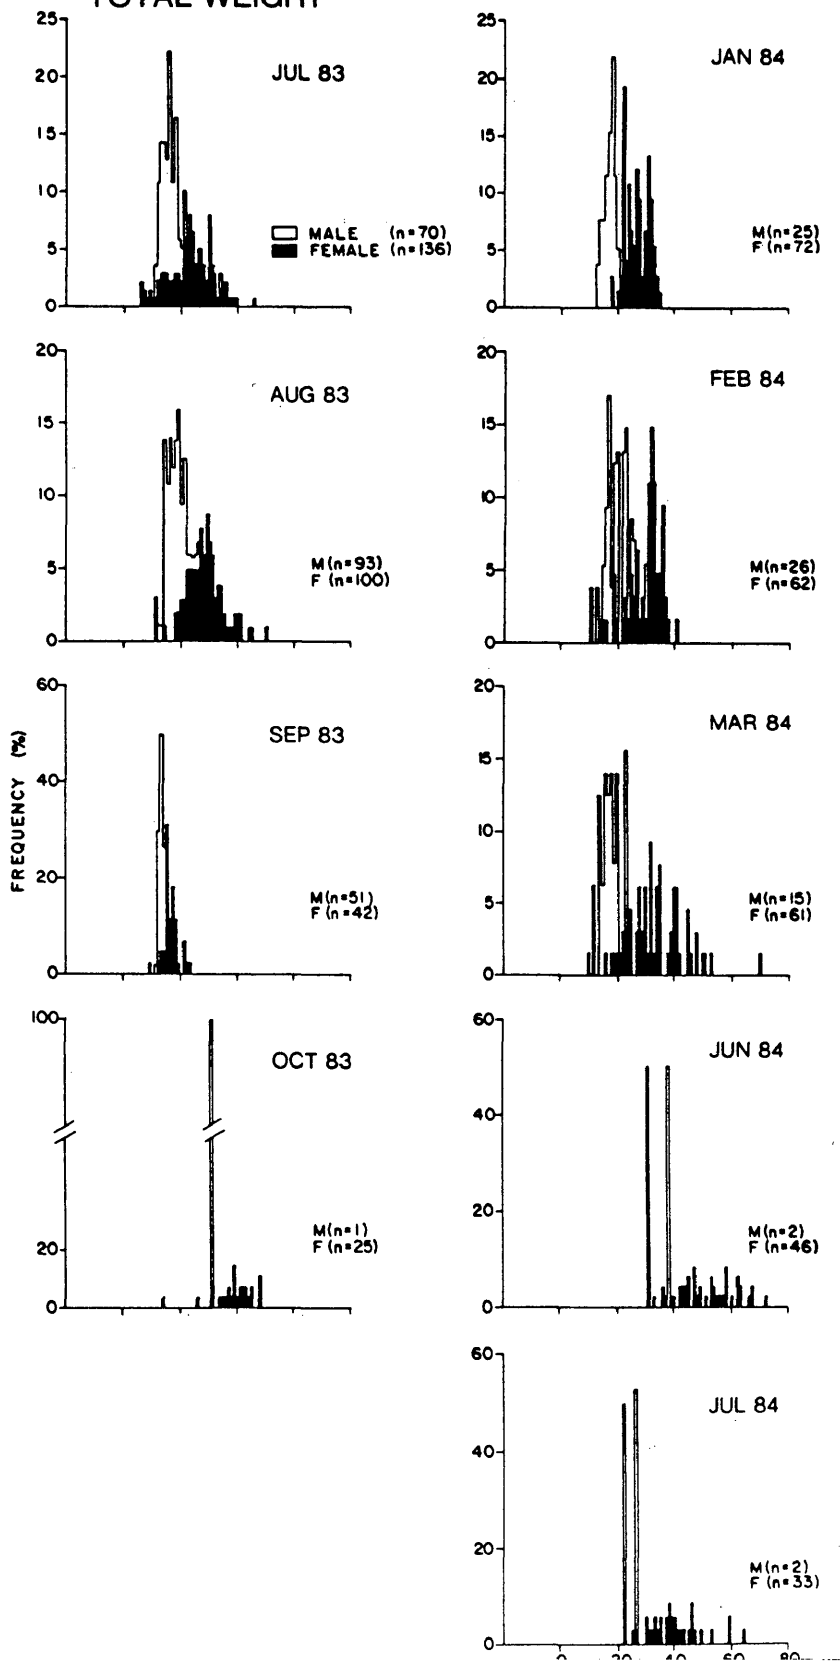 TOTAL WEIGHT
FREQUENCY (%)
25
20
15
10
5
0
JUL 83
MALE (n=70)
FEMALE (n=136)
20
15
10
5
0
AUG 83
M(n=93)
F (n=100)
60
40
20
0
SEP 83
M(n=51)
F (n=42)
100
20
0
OCT 83
M(n=1)
F (n=25)
25
20
15
10
5
0
JAN 84
M(n=25)
F (n=72)
20
15
10
5
0
FEB 84
M(n=26)
F (n=62)
20
15
10
5
0
MAR 84
M(n=15)
F (n=61)
60
40
20
0
JUN 84
M(n=2)
F (n=46)
60
40
20
0
JUL 84
M(n=2)
F (n=33)
0 20 40 60 80